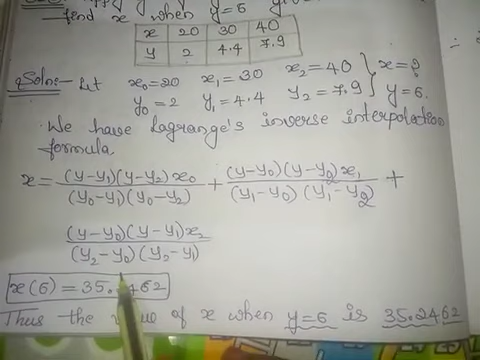 find x when y=6
x 20 30 40
y 2 4.4 7.9
Soln:- Let x₀=20 x₁=30 x₂=40 } x=?
y₀=2 y₁=4.4 y₂=7.9 } y=6.
We have Lagrange's inverse interpolation
formula.
x = (y-y₁)(y-y₂)x₀ / (y₀-y₁)(y₀-y₂) + (y-y₀)(y-y₂)x₁ / (y₁-y₀)(y₁-y₂) +
(y-y₀)(y-y₁)x₂ / (y₂-y₀)(y₂-y₁)
x(6) = 35.2462
Thus the value of x when y=6 is 35.2462